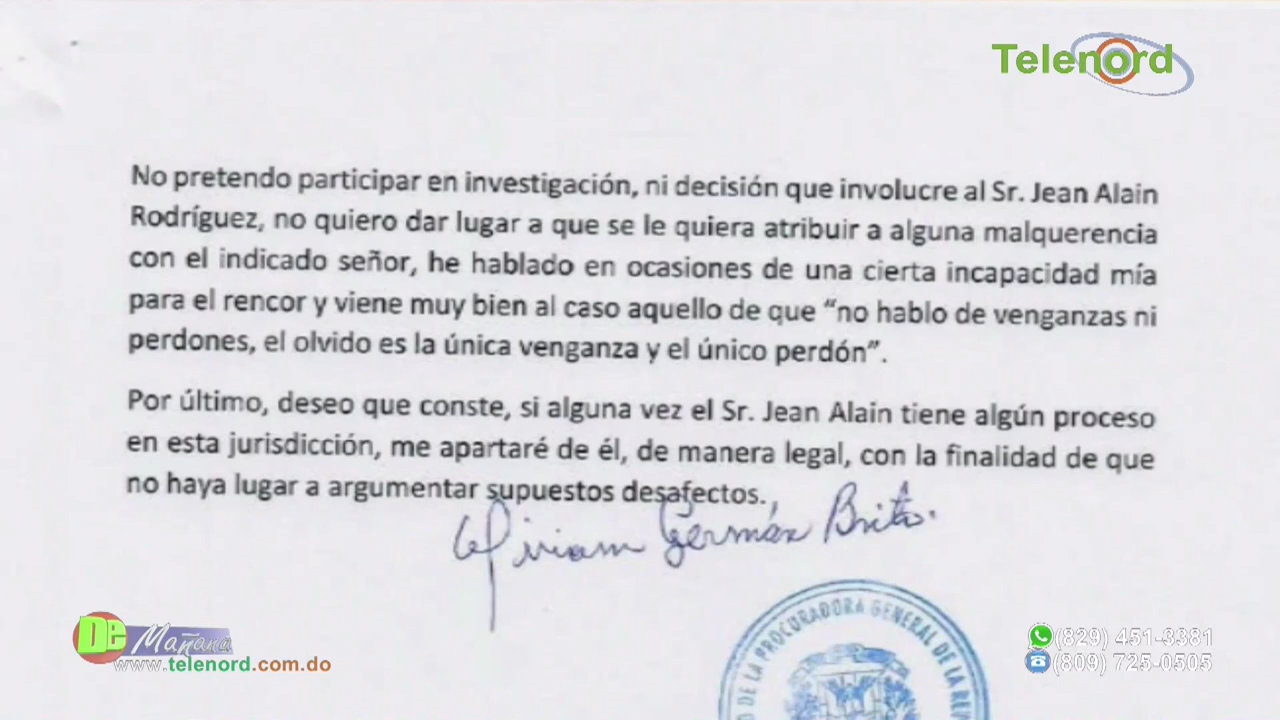 Telenord
No pretendo participar en investigación, ni decisión que involucre al Sr. Jean Alain
Rodríguez, no quiero dar lugar a que se le quiera atribuir a alguna malquerencia
con el indicado señor, he hablado en ocasiones de una cierta incapacidad mía
para el rencor y viene muy bien al caso aquello de que “no hablo de venganzas ni
perdones, el olvido es la única venganza y el único perdón”.
Por último, deseo que conste, si alguna vez el Sr. Jean Alain tiene algún proceso
en esta jurisdicción, me apartaré de él, de manera legal, con la finalidad de que
no haya lugar a argumentar supuestos desafectos.
Miriam Germán Brito.
DE LA PROCURADORA GENERAL DE LA
De Mañana
www.telenord.com.do
(829) 451-3381
(809) 725-0505